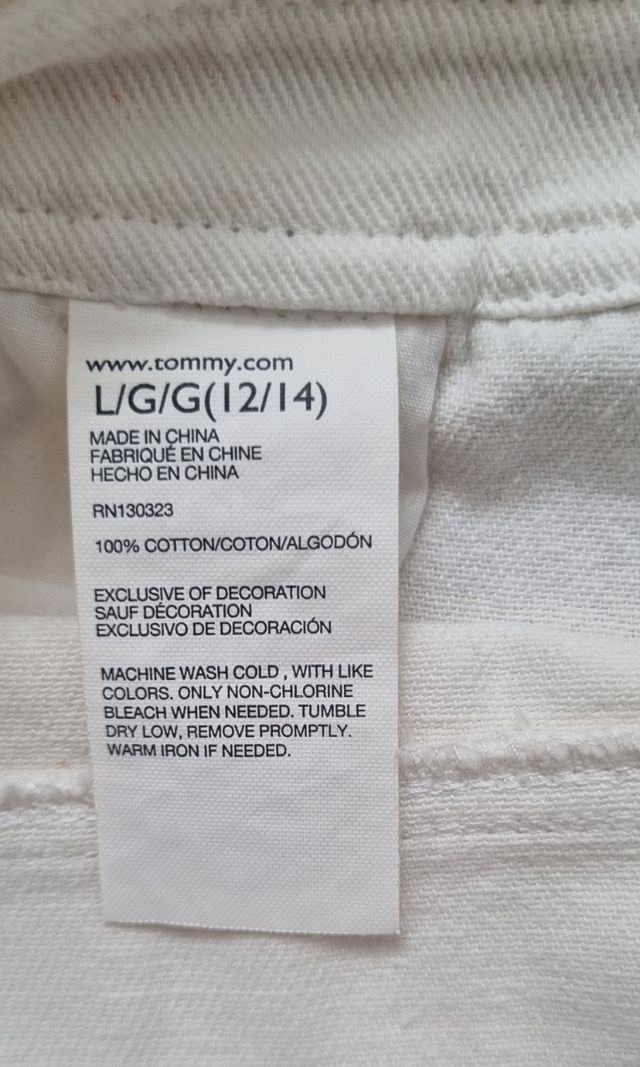 www.tommy.com
L/G/G(12/14)
MADE IN CHINA
FABRIQUÉ EN CHINE
HECHO EN CHINA
RN130323
100% COTTON/COTON/ALGODÓN
EXCLUSIVE OF DECORATION
SAUF DÉCORATION
EXCLUSIVO DE DECORACIÓN
MACHINE WASH COLD , WITH LIKE
COLORS. ONLY NON-CHLORINE
BLEACH WHEN NEEDED. TUMBLE
DRY LOW, REMOVE PROMPTLY.
WARM IRON IF NEEDED.